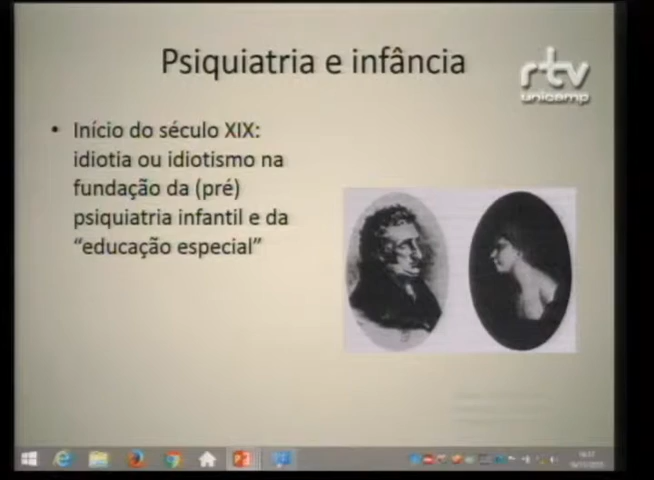 Psiquiatria e infância
rtv
unicamp
• Início do século XIX:
idiotia ou idiotismo na
fundação da (pré)
psiquiatria infantil e da
“educação especial”